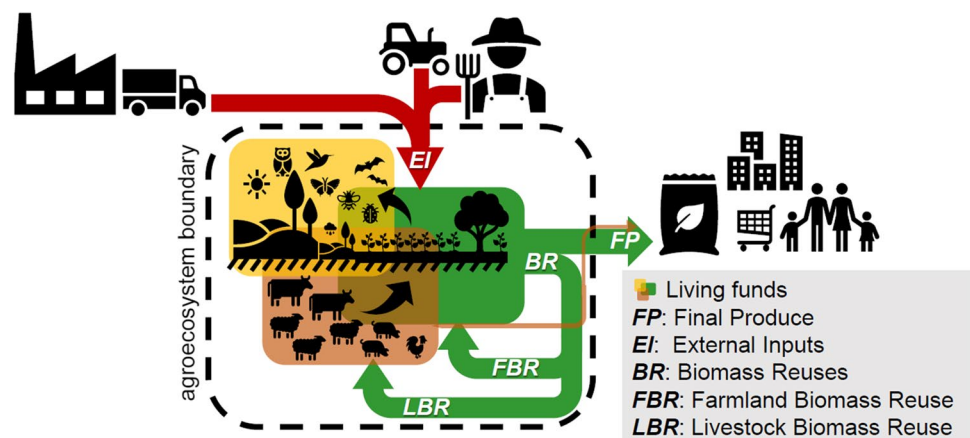 EI
agroecosystem boundary
FP
BR
FBR
LBR
Living funds
FP: Final Produce
EI: External Inputs
BR: Biomass Reuses
FBR: Farmland Biomass Reuse
LBR: Livestock Biomass Reuse